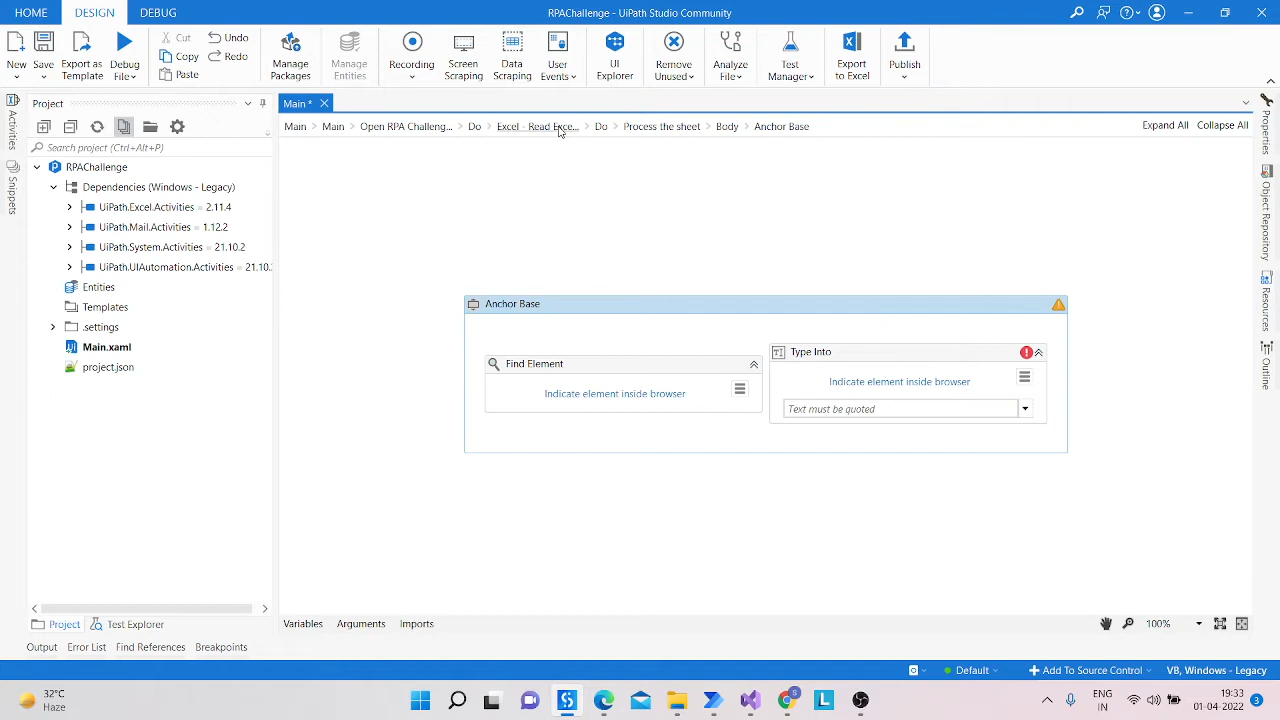 HOME DESIGN DEBUG
RPAChallenge - UiPath Studio Community
New Save Export as Template Debug File
Cut Copy Paste Undo Redo
Manage Packages Manage Entities Recording Screen Scraping Data Scraping User Events UI Explorer Remove Unused Analyze File Test Manager Export to Excel Publish
Project
Main *
Activities
Snippets
Search project (Ctrl+Alt+P)
RPAChallenge
Dependencies (Windows - Legacy)
UiPath.Excel.Activities = 2.11.4
UiPath.Mail.Activities = 1.12.2
UiPath.System.Activities = 21.10.2
UiPath.UIAutomation.Activities = 21.10.
Entities
Templates
.settings
Main.xaml
project.json
Main > Main > Open RPA Challeng... > Do > Excel - Read Exce... > Do > Process the sheet > Body > Anchor Base
Expand All Collapse All
Anchor Base
Find Element
Indicate element inside browser
Type Into
Indicate element inside browser
Text must be quoted
Properties
Object Repository
Resources
Outline
Variables Arguments Imports
100%
Project Test Explorer
Output Error List Find References Breakpoints
Default Add To Source Control VB, Windows - Legacy
32°C
Haze
ENG
IN
19:33
01-04-2022
3